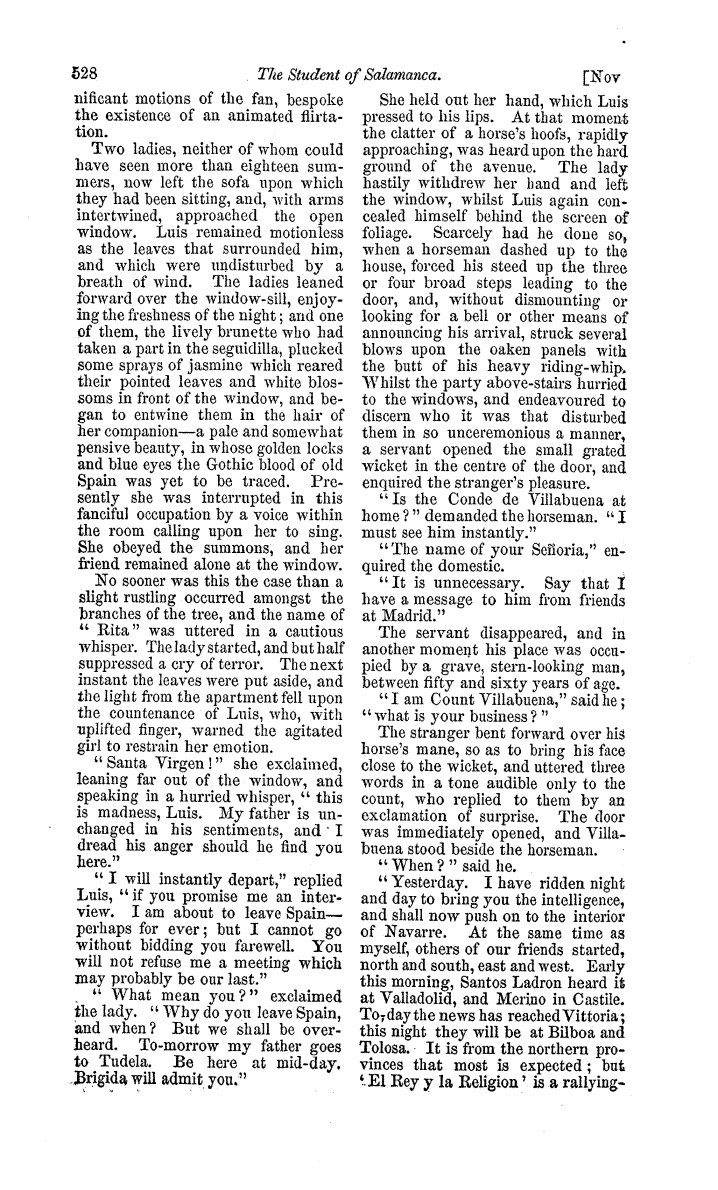 528 The Student of Salamanca. [Nov
nificant motions of the fan, bespoke
the existence of an animated flirta-
tion.
Two ladies, neither of whom could
have seen more than eighteen sum-
mers, now left the sofa upon which
they had been sitting, and, with arms
intertwined, approached the open
window. Luis remained motionless
as the leaves that surrounded him,
and which were undisturbed by a
breath of wind. The ladies leaned
forward over the window-sill, enjoy-
ing the freshness of the night; and one
of them, the lively brunette who had
taken a part in the seguidilla, plucked
some sprays of jasmine which reared
their pointed leaves and white blos-
soms in front of the window, and be-
gan to entwine them in the hair of
her companion—a pale and somewhat
pensive beauty, in whose golden locks
and blue eyes the Gothic blood of old
Spain was yet to be traced. Pre-
sently she was interrupted in this
fanciful occupation by a voice within
the room calling upon her to sing.
She obeyed the summons, and her
friend remained alone at the window.
No sooner was this the case than a
slight rustling occurred amongst the
branches of the tree, and the name of
" Rita" was uttered in a cautious
whisper. The lady started, and but half
suppressed a cry of terror. The next
instant the leaves were put aside, and
the light from the apartment fell upon
the countenance of Luis, who, with
uplifted finger, warned the agitated
girl to restrain her emotion.
"Santa Virgen!" she exclaimed,
leaning far out of the window, and
speaking in a hurried whisper, " this
is madness, Luis. My father is un-
changed in his sentiments, and I
dread his anger should he find you
here."
"I will instantly depart," replied
Luis, "if you promise me an inter-
view. I am about to leave Spain—
perhaps for ever; but I cannot go
without bidding you farewell. You
will not refuse me a meeting which
may probably be our last."
" What mean you?" exclaimed
the lady. "Why do you leave Spain,
and when? But we shall be over-
heard. To-morrow my father goes
to Tudela. Be here at mid-day.
Brigida will admit you."
She held out her hand, which Luis
pressed to his lips. At that moment
the clatter of a horse's hoofs, rapidly
approaching, was heard upon the hard
ground of the avenue. The lady
hastily withdrew her hand and left
the window, whilst Luis again con-
cealed himself behind the screen of
foliage. Scarcely had he done so,
when a horseman dashed up to the
house, forced his steed up the three
or four broad steps leading to the
door, and, without dismounting or
looking for a bell or other means of
announcing his arrival, struck several
blows upon the oaken panels with
the butt of his heavy riding-whip.
Whilst the party above-stairs hurried
to the windows, and endeavoured to
discern who it was that disturbed
them in so unceremonious a manner,
a servant opened the small grated
wicket in the centre of the door, and
enquired the stranger's pleasure.
"Is the Conde de Villabuena at
home?" demanded the horseman. "I
must see him instantly."
"The name of your Señoria," en-
quired the domestic.
"It is unnecessary. Say that I
have a message to him from friends
at Madrid."
The servant disappeared, and in
another moment his place was occu-
pied by a grave, stern-looking man,
between fifty and sixty years of age.
"I am Count Villabuena," said he;
"what is your business?"
The stranger bent forward over his
horse's mane, so as to bring his face
close to the wicket, and uttered three
words in a tone audible only to the
count, who replied to them by an
exclamation of surprise. The door
was immediately opened, and Villa-
buena stood beside the horseman.
"When?" said he.
"Yesterday. I have ridden night
and day to bring you the intelligence,
and shall now push on to the interior
of Navarre. At the same time as
myself, others of our friends started,
north and south, east and west. Early
this morning, Santos Ladron heard it
at Valladolid, and Merino in Castile.
To-day the news has reached Vittoria;
this night they will be at Bilboa and
Tolosa. It is from the northern pro-
vinces that most is expected; but
'El Rey y la Religion' is a rallying-